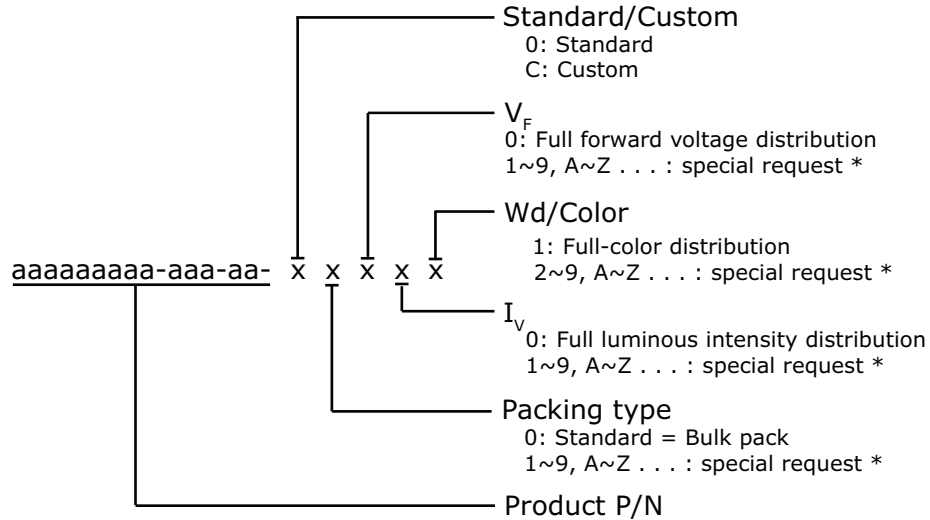 Standard/Custom
0: Standard
C: Custom
VF
0: Full forward voltage distribution
1~9, A~Z . . . : special request *
Wd/Color
1: Full-color distribution
2~9, A~Z . . . : special request *
aaaaaaaaa-aaa-aa- x x x x x
IV
0: Full luminous intensity distribution
1~9, A~Z . . . : special request *
Packing type
0: Standard = Bulk pack
1~9, A~Z . . . : special request *
Product P/N